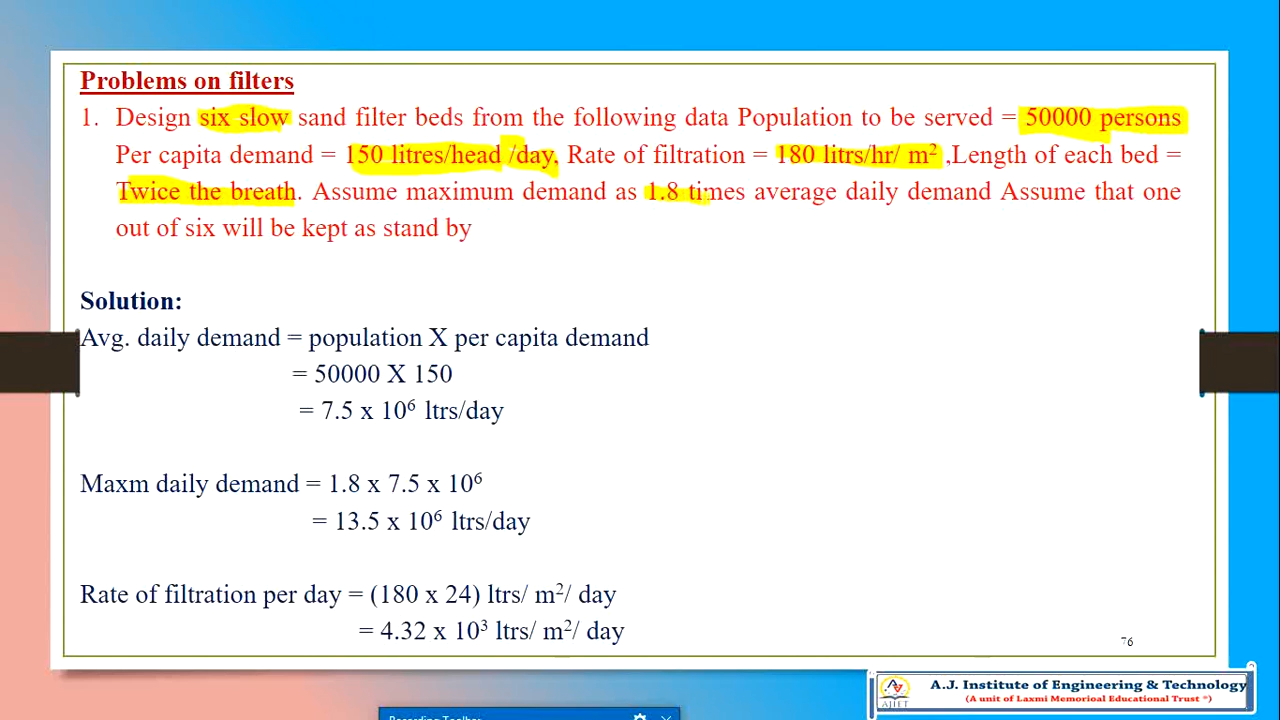 Problems on filters
1. Design six slow sand filter beds from the following data Population to be served = 50000 persons
Per capita demand = 150 litres/head /day, Rate of filtration = 180 litrs/hr/ m² ,Length of each bed =
Twice the breath. Assume maximum demand as 1.8 times average daily demand Assume that one
out of six will be kept as stand by
Solution:
Avg. daily demand = population X per capita demand
= 50000 X 150
= 7.5 x 10⁶ ltrs/day
Maxm daily demand = 1.8 x 7.5 x 10⁶
= 13.5 x 10⁶ ltrs/day
Rate of filtration per day = (180 x 24) ltrs/ m²/ day
= 4.32 x 10³ ltrs/ m²/ day
76
A.J. Institute of Engineering & Technology
(A unit of Laxmi Memorioal Educational Trust ®)
AJIET